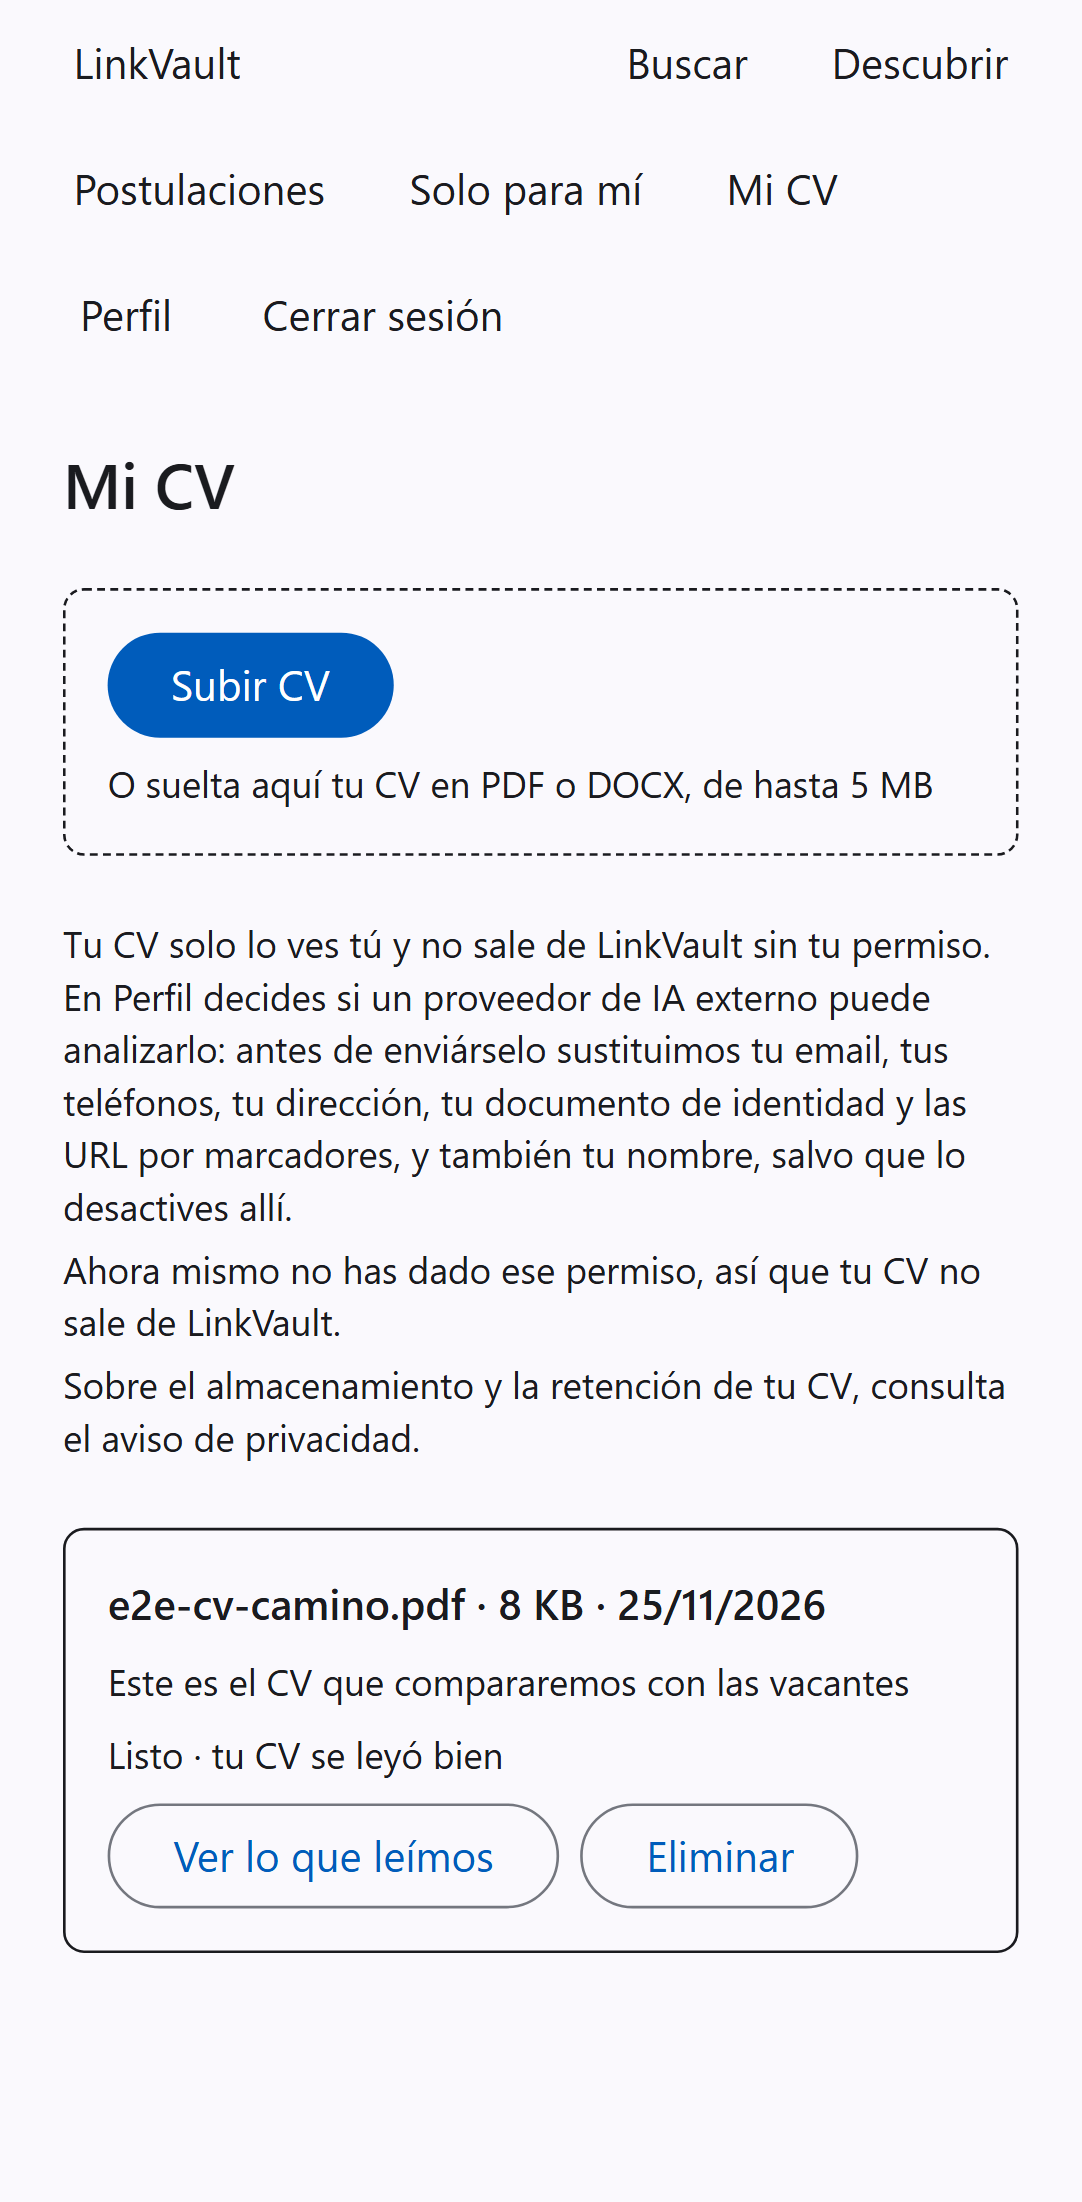 LinkVault Buscar Descubrir
Postulaciones Solo para mí Mi CV
Perfil Cerrar sesión
Mi CV
Subir CV
O suelta aquí tu CV en PDF o DOCX, de hasta 5 MB
Tu CV solo lo ves tú y no sale de LinkVault sin tu permiso.
En Perfil decides si un proveedor de IA externo puede
analizarlo: antes de enviárselo sustituimos tu email, tus
teléfonos, tu dirección, tu documento de identidad y las
URL por marcadores, y también tu nombre, salvo que lo
desactives allí.
Ahora mismo no has dado ese permiso, así que tu CV no
sale de LinkVault.
Sobre el almacenamiento y la retención de tu CV, consulta
el aviso de privacidad.
e2e-cv-camino.pdf · 8 KB · 25/11/2026
Este es el CV que compararemos con las vacantes
Listo · tu CV se leyó bien
Ver lo que leímos Eliminar